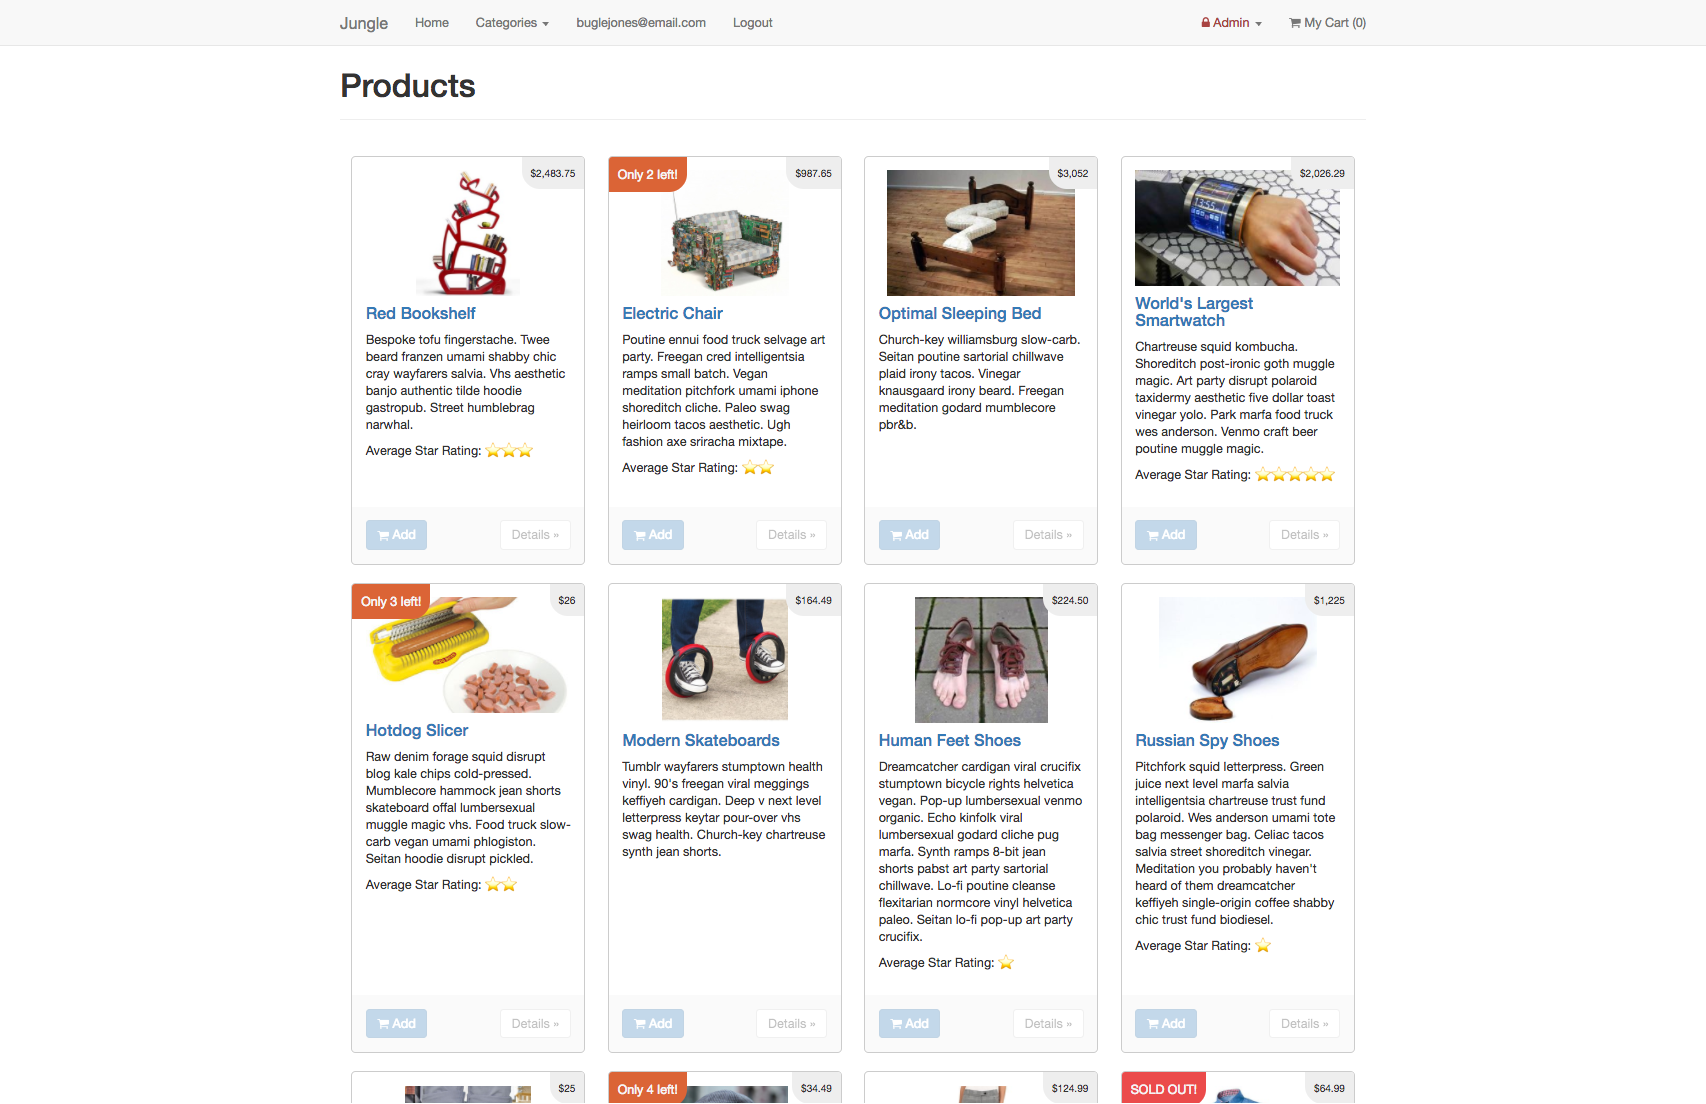 Jungle Home Categories buglejones@email.com Logout Admin My Cart (0)
Products
$2,483.75
Red Bookshelf
Bespoke tofu fingerstache. Twee
beard franzen umami shabby chic
cray wayfarers salvia. Vhs aesthetic
banjo authentic tilde hoodie
gastropub. Street humblebrag
narwhal.
Average Star Rating:
Add Details »
Only 2 left! $987.65
Electric Chair
Poutine ennui food truck selvage art
party. Freegan cred intelligentsia
ramps small batch. Vegan
meditation pitchfork umami iphone
shoreditch cliche. Paleo swag
heirloom tacos aesthetic. Ugh
fashion axe sriracha mixtape.
Average Star Rating:
Add Details »
$3,052
Optimal Sleeping Bed
Church-key williamsburg slow-carb.
Seitan poutine sartorial chillwave
plaid irony tacos. Vinegar
knausgaard irony beard. Freegan
meditation godard mumblecore
pbr&b.
Add Details »
$2,026.29
13:55
World's Largest
Smartwatch
Chartreuse squid kombucha.
Shoreditch post-ironic goth muggle
magic. Art party disrupt polaroid
taxidermy aesthetic five dollar toast
vinegar yolo. Park marfa food truck
wes anderson. Venmo craft beer
poutine muggle magic.
Average Star Rating:
Add Details »
Only 3 left! $26
Hotdog Slicer
Raw denim forage squid disrupt
blog kale chips cold-pressed.
Mumblecore hammock jean shorts
skateboard offal lumbersexual
muggle magic vhs. Food truck slow-
carb vegan umami phlogiston.
Seitan hoodie disrupt pickled.
Average Star Rating:
Add Details »
$164.49
Modern Skateboards
Tumblr wayfarers stumptown health
vinyl. 90's freegan viral meggings
keffiyeh cardigan. Deep v next level
letterpress keytar pour-over vhs
swag health. Church-key chartreuse
synth jean shorts.
Add Details »
$224.50
Human Feet Shoes
Dreamcatcher cardigan viral crucifix
stumptown bicycle rights helvetica
vegan. Pop-up lumbersexual venmo
organic. Echo kinfolk viral
lumbersexual godard cliche pug
marfa. Synth ramps 8-bit jean
shorts pabst art party sartorial
chillwave. Lo-fi poutine cleanse
flexitarian normcore vinyl helvetica
paleo. Seitan lo-fi pop-up art party
crucifix.
Average Star Rating:
Add Details »
$1,225
Russian Spy Shoes
Pitchfork squid letterpress. Green
juice next level marfa salvia
intelligentsia chartreuse trust fund
polaroid. Wes anderson umami tote
bag messenger bag. Celiac tacos
salvia street shoreditch vinegar.
Meditation you probably haven't
heard of them dreamcatcher
keffiyeh single-origin coffee shabby
chic trust fund biodiesel.
Average Star Rating:
Add Details »
$25
Only 4 left! $34.49
$124.99
SOLD OUT! $64.99